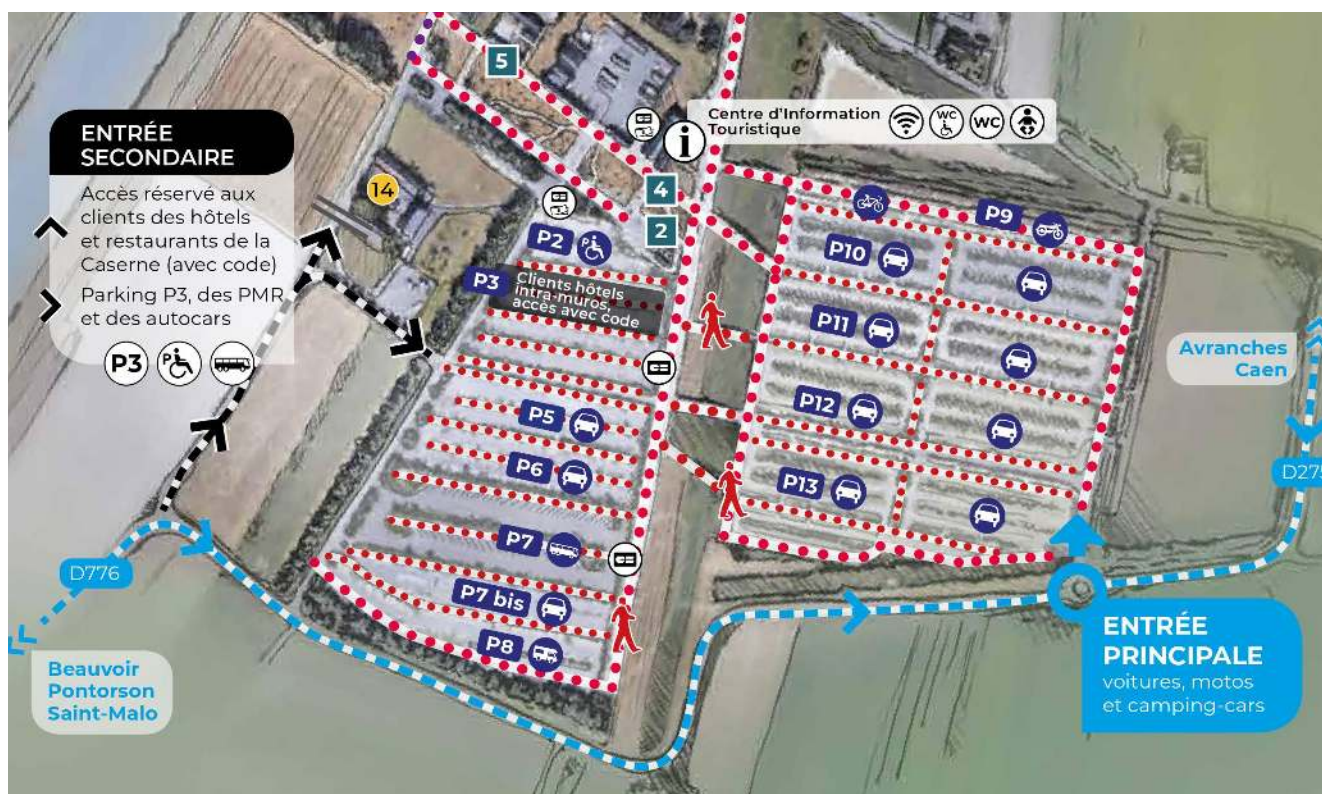 5
Centre d'Information
Touristique
WC
WC
i
ENTRÉE
SECONDAIRE
Accès réservé aux
clients des hôtels
et restaurants de la
Caserne (avec code)
Parking P3, des PMR
et des autocars
P3
P
14
4
2
P2
P
P3
Clients hôtels
intra-muros,
accès avec code
P9
P10
P11
P12
P13
P5
P6
P7
P7 bis
P8
Avranches
Caen
D275
D776
Beauvoir
Pontorson
Saint-Malo
ENTRÉE
PRINCIPALE
voitures, motos
et camping-cars